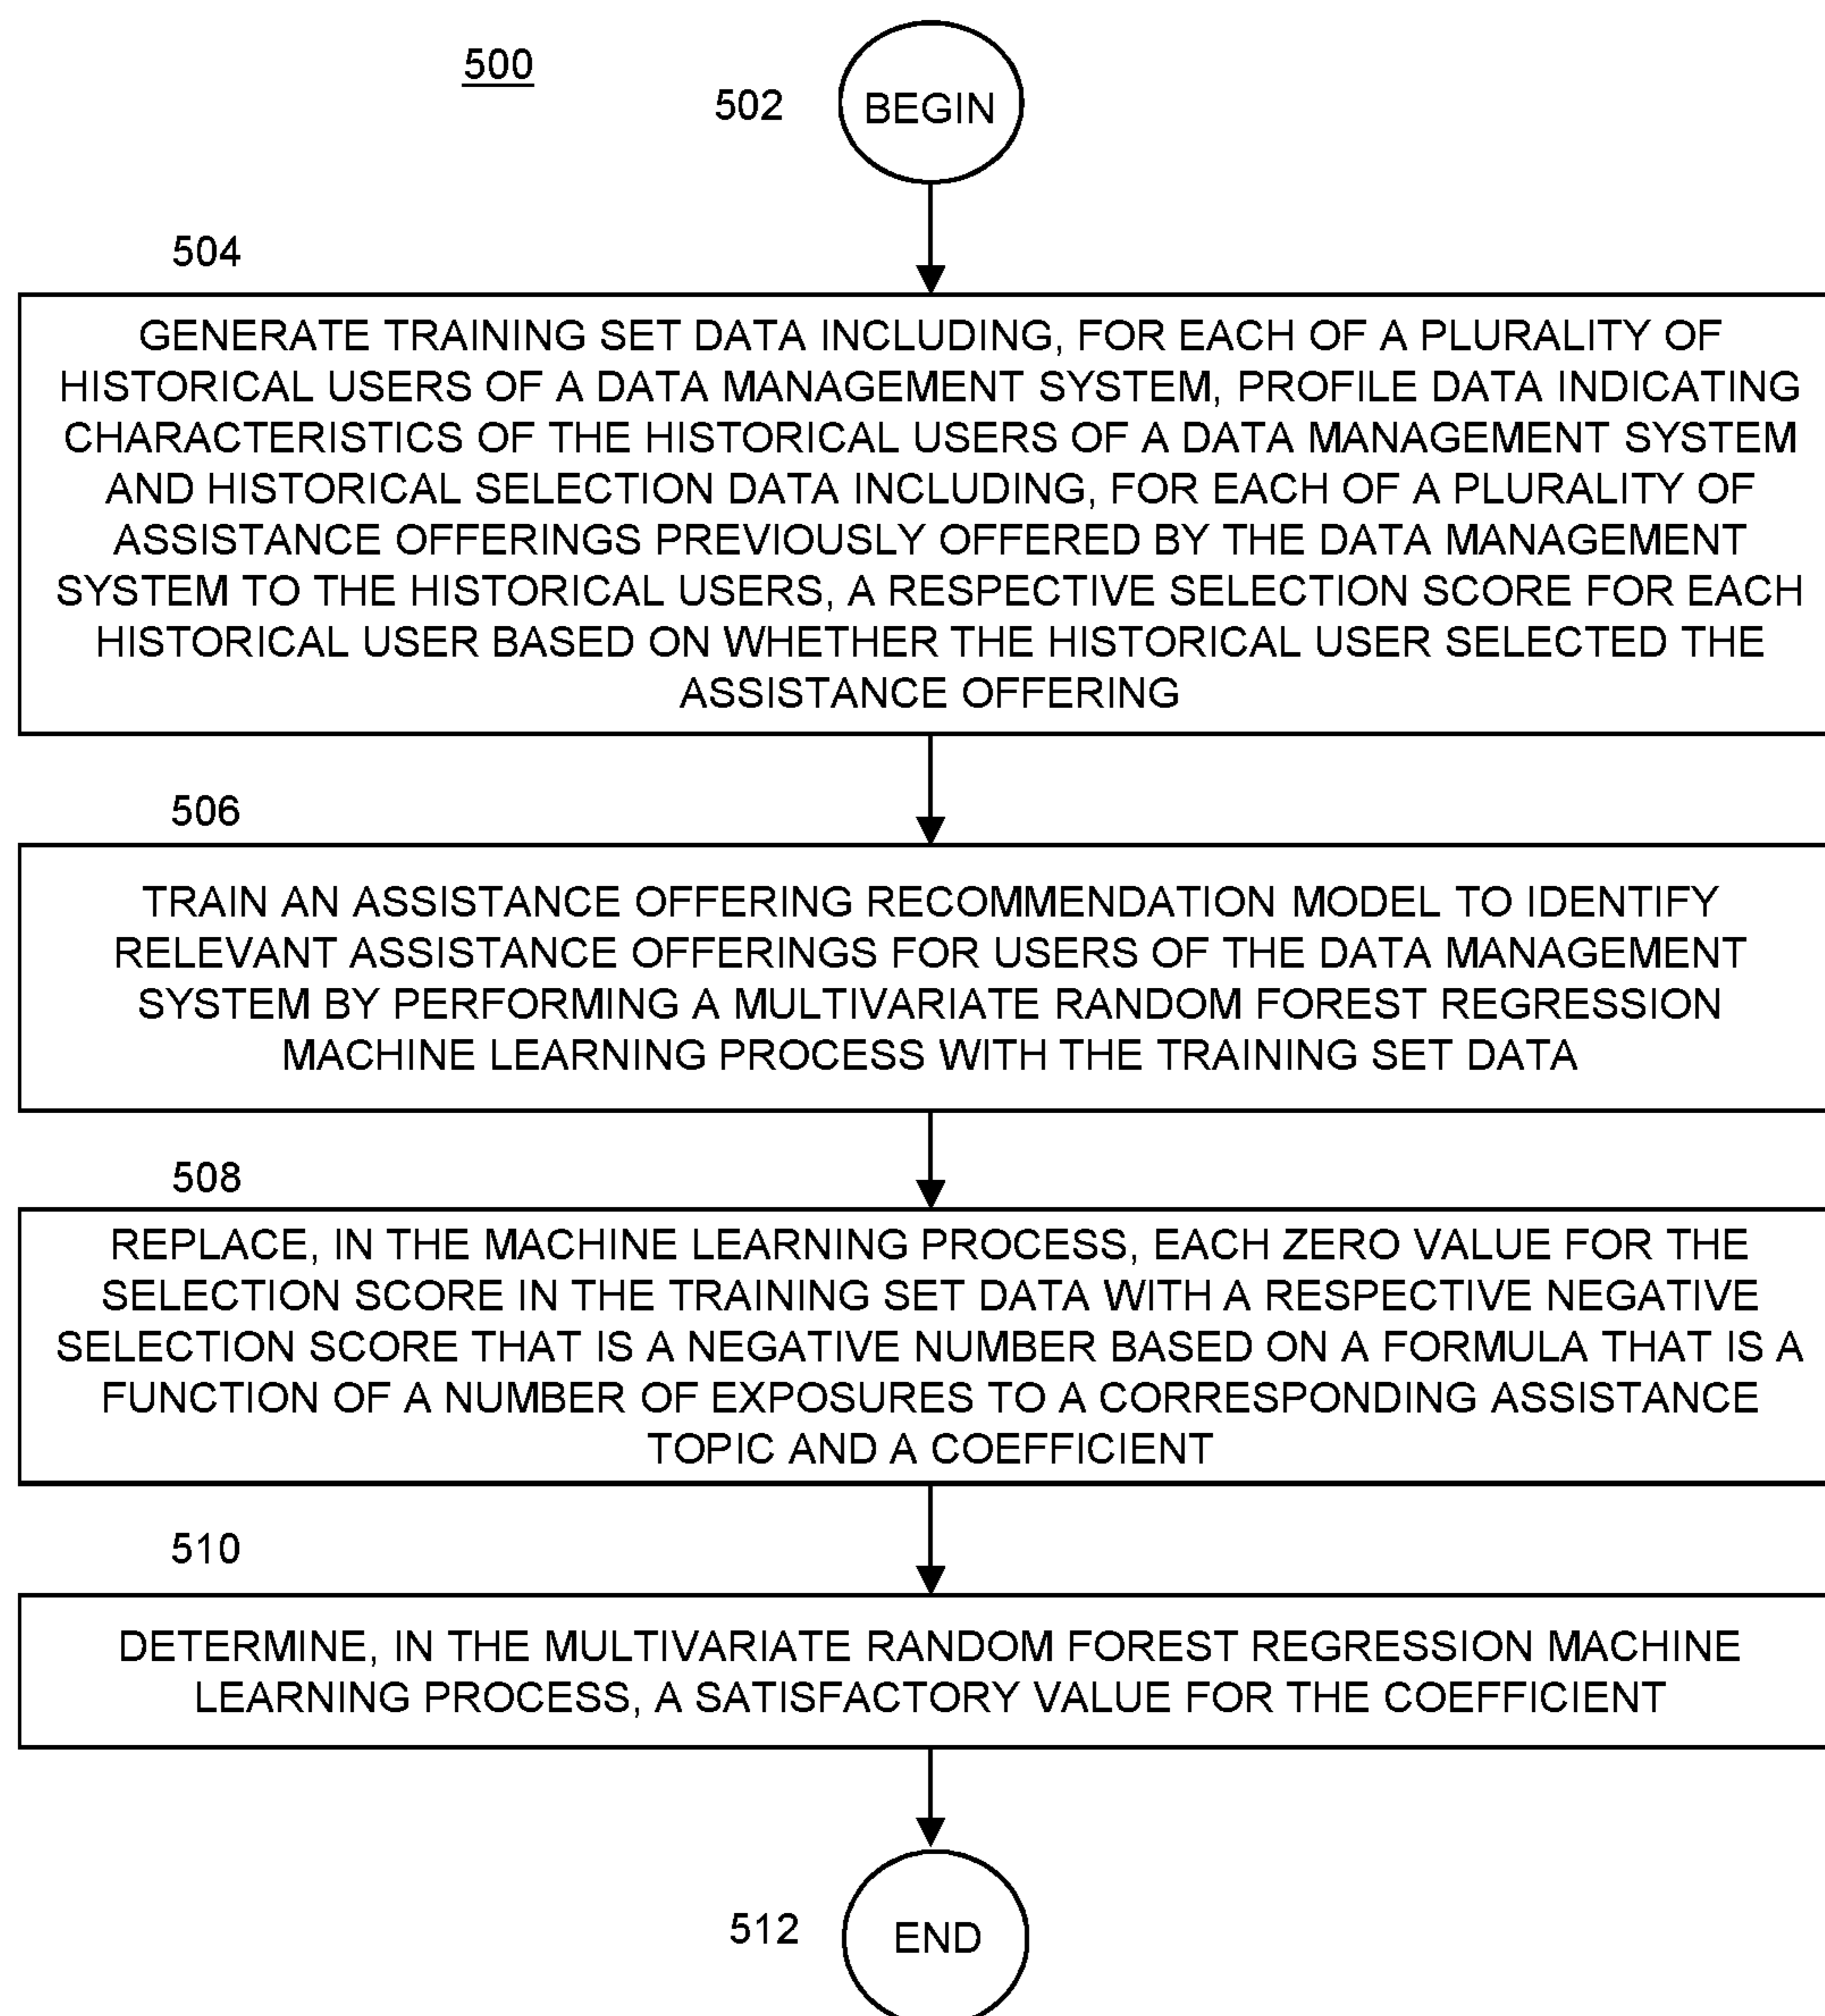 500
502
BEGIN
504
GENERATE TRAINING SET DATA INCLUDING, FOR EACH OF A PLURALITY OF
HISTORICAL USERS OF A DATA MANAGEMENT SYSTEM, PROFILE DATA INDICATING
CHARACTERISTICS OF THE HISTORICAL USERS OF A DATA MANAGEMENT SYSTEM
AND HISTORICAL SELECTION DATA INCLUDING, FOR EACH OF A PLURALITY OF
ASSISTANCE OFFERINGS PREVIOUSLY OFFERED BY THE DATA MANAGEMENT
SYSTEM TO THE HISTORICAL USERS, A RESPECTIVE SELECTION SCORE FOR EACH
HISTORICAL USER BASED ON WHETHER THE HISTORICAL USER SELECTED THE
ASSISTANCE OFFERING
506
TRAIN AN ASSISTANCE OFFERING RECOMMENDATION MODEL TO IDENTIFY
RELEVANT ASSISTANCE OFFERINGS FOR USERS OF THE DATA MANAGEMENT
SYSTEM BY PERFORMING A MULTIVARIATE RANDOM FOREST REGRESSION
MACHINE LEARNING PROCESS WITH THE TRAINING SET DATA
508
REPLACE, IN THE MACHINE LEARNING PROCESS, EACH ZERO VALUE FOR THE
SELECTION SCORE IN THE TRAINING SET DATA WITH A RESPECTIVE NEGATIVE
SELECTION SCORE THAT IS A NEGATIVE NUMBER BASED ON A FORMULA THAT IS A
FUNCTION OF A NUMBER OF EXPOSURES TO A CORRESPONDING ASSISTANCE
TOPIC AND A COEFFICIENT
510
DETERMINE, IN THE MULTIVARIATE RANDOM FOREST REGRESSION MACHINE
LEARNING PROCESS, A SATISFACTORY VALUE FOR THE COEFFICIENT
512
END